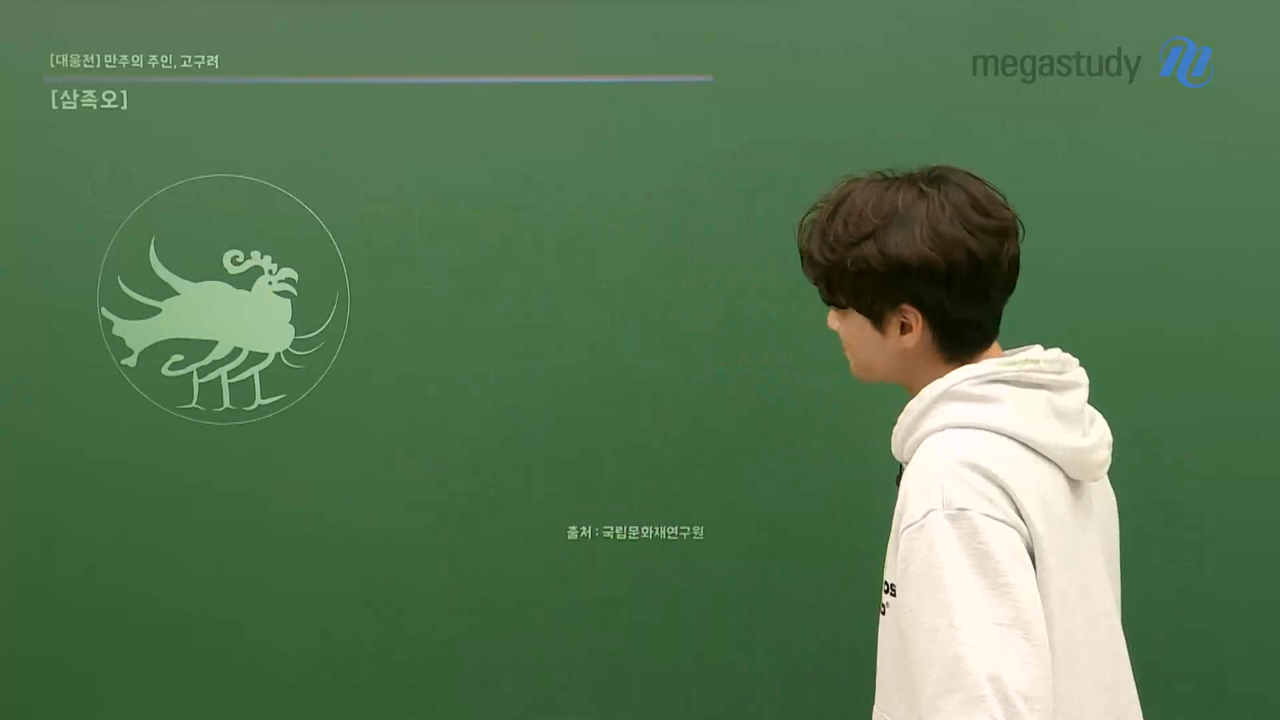 [대웅전] 만주의 주인, 고구려
megastudy
[삼족오]
출처 : 국립문화재연구원